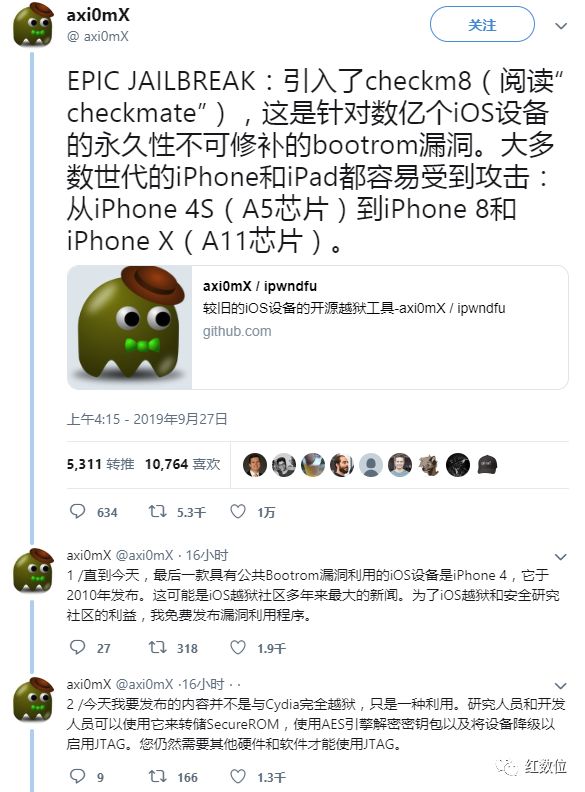 axi0mX
@ axi0mX
关注
EPIC JAILBREAK：引入了checkm8（阅读“
checkmate”），这是针对数亿个iOS设备
的永久性不可修补的bootrom漏洞。大多
数世代的iPhone和iPad都容易受到攻击：
从iPhone 4S（A5芯片）到iPhone 8和
iPhone X（A11芯片）。
axi0mX / ipwndfu
较旧的iOS设备的开源越狱工具-axi0mX / ipwndfu
github.com
上午4:15 - 2019年9月27日
5,311 转推 10,764 喜欢
634 5.3千 1万
axi0mX @axi0mX · 16小时
1 /直到今天，最后一款具有公共Bootrom漏洞利用的iOS设备是iPhone 4，它于
2010年发布。这可能是iOS越狱社区多年来最大的新闻。为了iOS越狱和安全研究
社区的利益，我免费发布漏洞利用程序。
27 318 1.9千
axi0mX @axi0mX ·16小时 · ·
2 /今天我要发布的内容并不是与Cydia完全越狱，只是一种利用。研究人员和开发
人员可以使用它来转储SecureROM，使用AES引擎解密密钥包以及将设备降级以
启用JTAG。您仍然需要其他硬件和软件才能使用JTAG。
9 166 1.3千
红数位